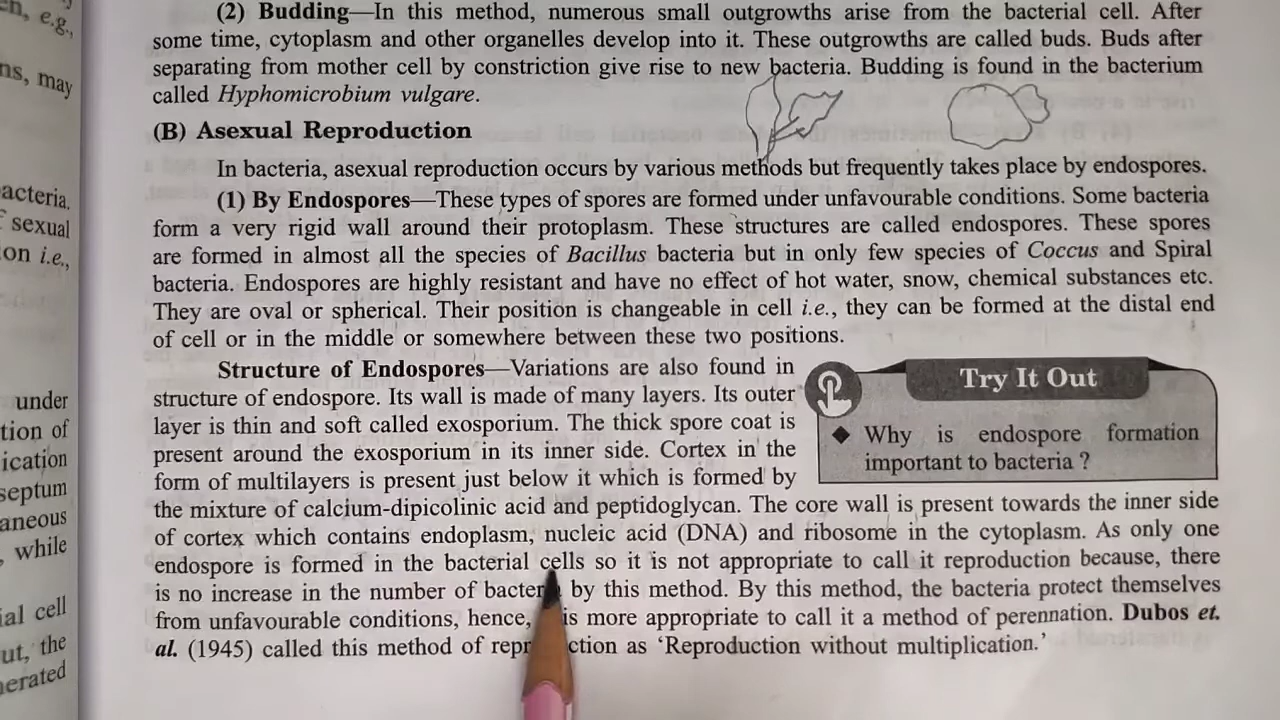 en, e.g.,
ns, may
acteria.
sexual
on i.e.,
under
tion of
ication
septum
aneous
, while
ial cell
ut, the
nerated
(2) Budding—In this method, numerous small outgrowths arise from the bacterial cell. After
some time, cytoplasm and other organelles develop into it. These outgrowths are called buds. Buds after
separating from mother cell by constriction give rise to new bacteria. Budding is found in the bacterium
called Hyphomicrobium vulgare.
(B) Asexual Reproduction
In bacteria, asexual reproduction occurs by various methods but frequently takes place by endospores.
(1) By Endospores—These types of spores are formed under unfavourable conditions. Some bacteria
form a very rigid wall around their protoplasm. These structures are called endospores. These spores
are formed in almost all the species of Bacillus bacteria but in only few species of Coccus and Spiral
bacteria. Endospores are highly resistant and have no effect of hot water, snow, chemical substances etc.
They are oval or spherical. Their position is changeable in cell i.e., they can be formed at the distal end
of cell or in the middle or somewhere between these two positions.
Structure of Endospores—Variations are also found in
structure of endospore. Its wall is made of many layers. Its outer
layer is thin and soft called exosporium. The thick spore coat is
present around the exosporium in its inner side. Cortex in the
form of multilayers is present just below it which is formed by
the mixture of calcium-dipicolinic acid and peptidoglycan. The core wall is present towards the inner side
of cortex which contains endoplasm, nucleic acid (DNA) and ribosome in the cytoplasm. As only one
endospore is formed in the bacterial cells so it is not appropriate to call it reproduction because, there
is no increase in the number of bacteri by this method. By this method, the bacteria protect themselves
from unfavourable conditions, hence, is more appropriate to call it a method of perennation. Dubos et.
al. (1945) called this method of repr ction as ‘Reproduction without multiplication.’
Try It Out
◆ Why is endospore formation
important to bacteria ?